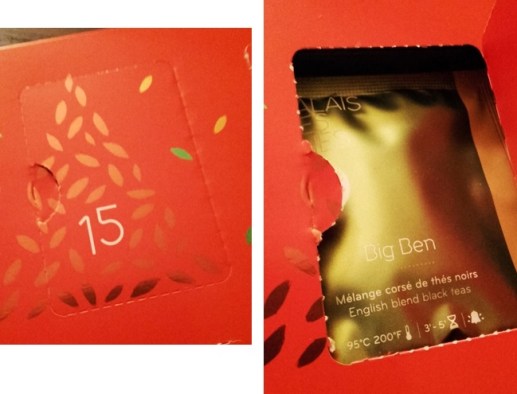 15
Big Ben
Mélange corsé de thés noirs
English blend black teas
95°C 200°F | 3'-5'